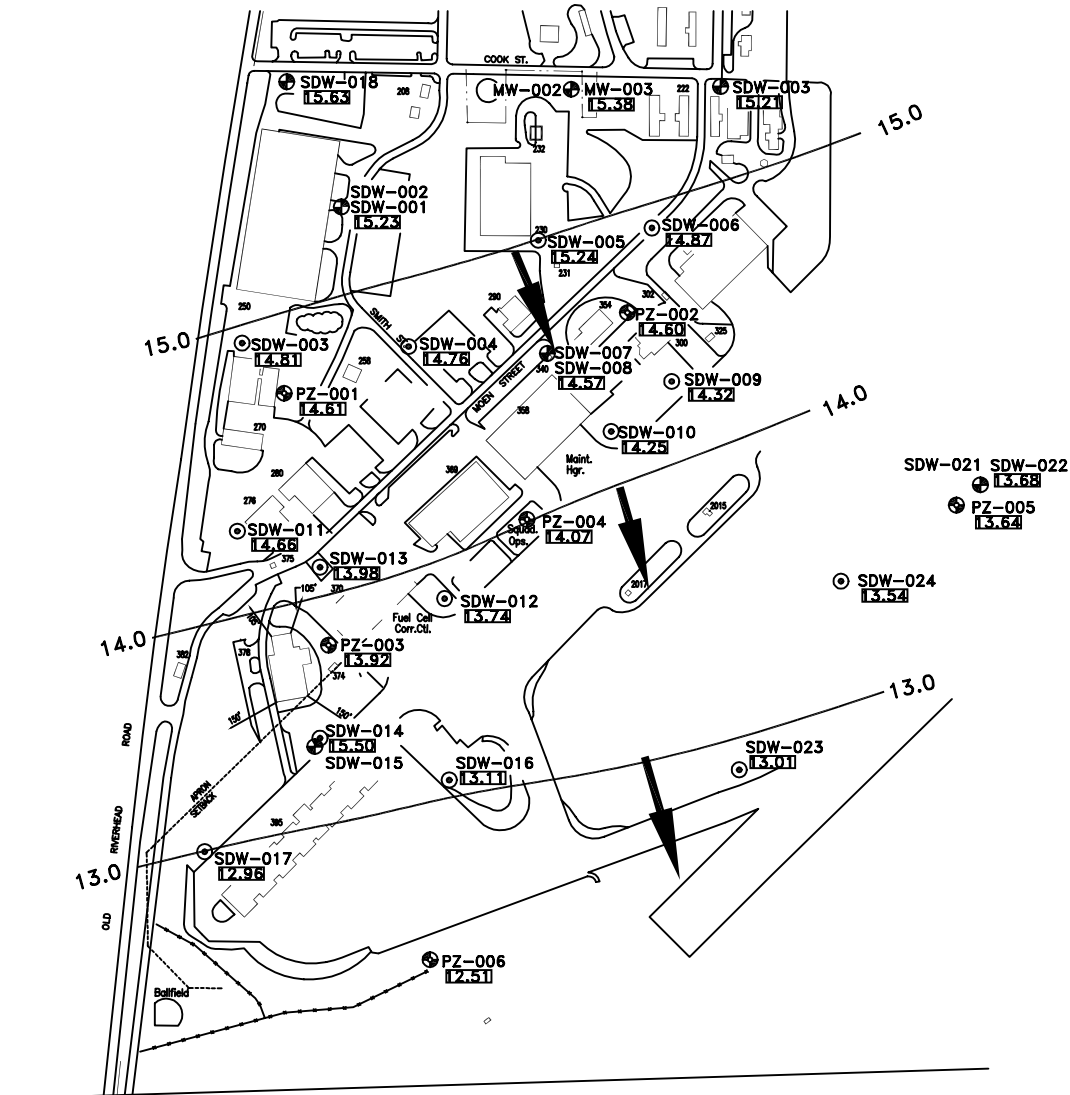 COOK ST.
SDW-018
15.63
208
MW-002
MW-003
15.38
222
SDW-003
15.21
15.0
232
SDW-002
SDW-001
15.23
230
SDW-005
15.24
231
SDW-006
14.87
250
290
302
354
PZ-002
14.60
325
300
SMITH ST.
15.0
SDW-003
14.81
SDW-004
14.76
258
SDW-007
SDW-008
14.57
340
MOEN STREET
SDW-009
14.32
PZ-001
14.61
358
14.0
270
SDW-010
14.25
Maint.
Hgr.
280
369
SDW-021
SDW-022
13.68
276
2015
PZ-005
13.64
SDW-011
14.66
PZ-004
14.07
Squad.
Ops.
375
SDW-013
13.98
370
105'
105'
2017
SDW-024
13.54
SDW-012
13.74
Fuel Cell
Corr.Ctl.
14.0
382
378
PZ-003
13.92
374
13.0
150'
150'
ROAD
SDW-014
15.50
SDW-015
SDW-016
13.11
SDW-023
13.01
APRON
SETBACK
RIVERHEAD
395
SDW-017
12.96
13.0
OLD
PZ-006
12.51
Ballfield